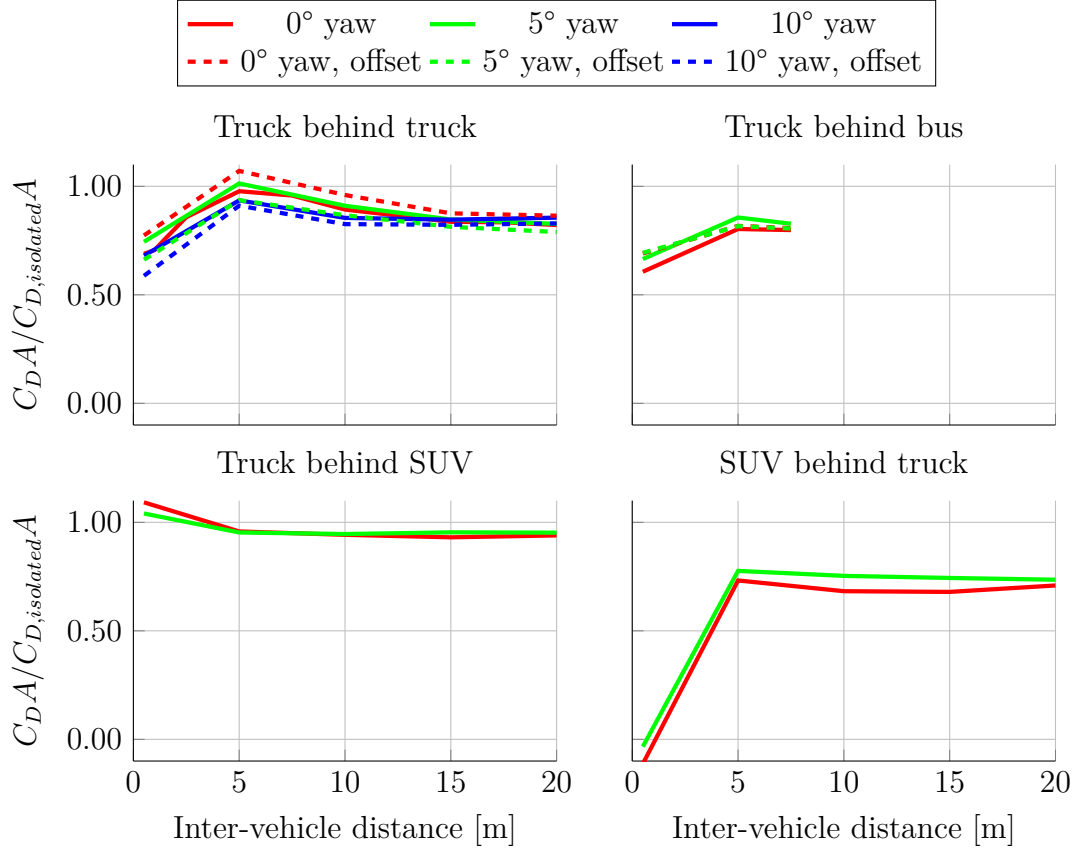 0° yaw 5° yaw 10° yaw
0° yaw, offset 5° yaw, offset 10° yaw, offset
Truck behind truck Truck behind bus
1.00
0.50
0.00
C_D A/C_{D,isolated} A
Truck behind SUV SUV behind truck
1.00
0.50
0.00
C_D A/C_{D,isolated} A
0 5 10 15 20 0 5 10 15 20
Inter-vehicle distance [m] Inter-vehicle distance [m]